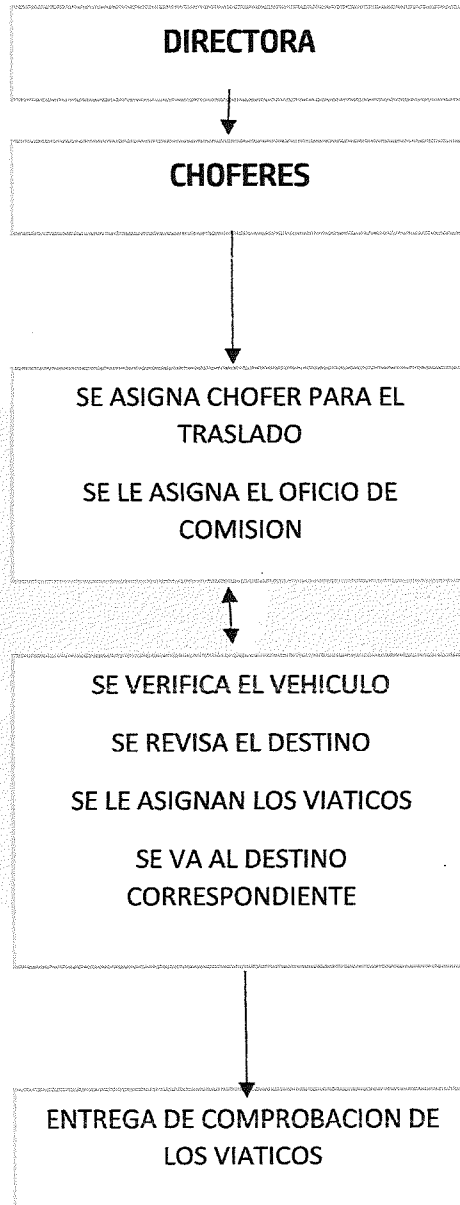 DIRECTORA
CHOFERES
SE ASIGNA CHOFER PARA EL
TRASLADO
SE LE ASIGNA EL OFICIO DE
COMISION
SE VERIFICA EL VEHICULO
SE REVISA EL DESTINO
SE LE ASIGNAN LOS VIATICOS
SE VA AL DESTINO
CORRESPONDIENTE
ENTREGA DE COMPROBACION DE
LOS VIATICOS